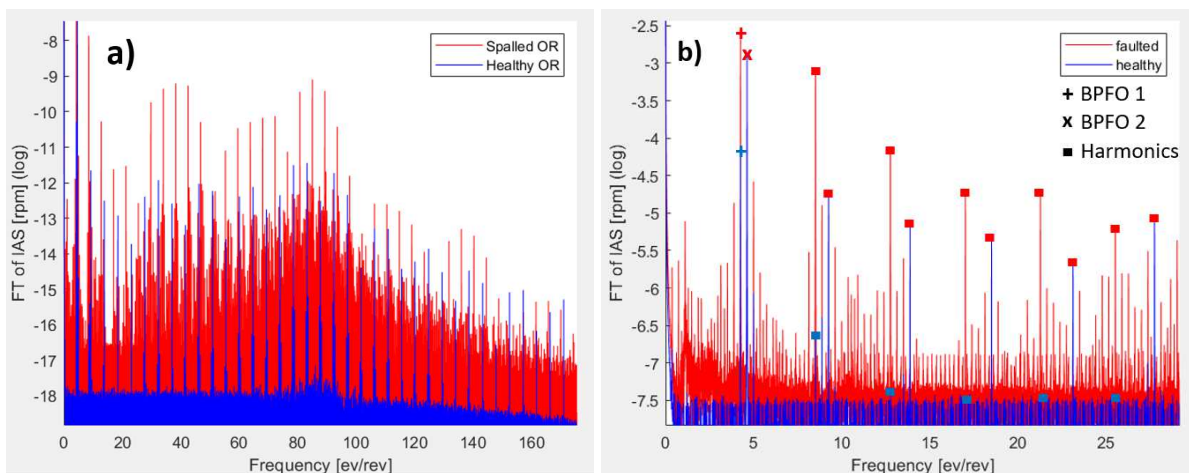 a)
Spalled OR
Healthy OR
-8
-9
-10
-11
-12
-13
-14
-15
-16
-17
-18
FT of IAS [rpm] (log)
0 20 40 60 80 100 120 140 160
Frequency [ev/rev]
b)
faulted
healthy
+ BPFO 1
x BPFO 2
■ Harmonics
-2.5
-3
-3.5
-4
-4.5
-5
-5.5
-6
-6.5
-7
-7.5
FT of IAS [rpm] (log)
0 5 10 15 20 25
Frequency [ev/rev]